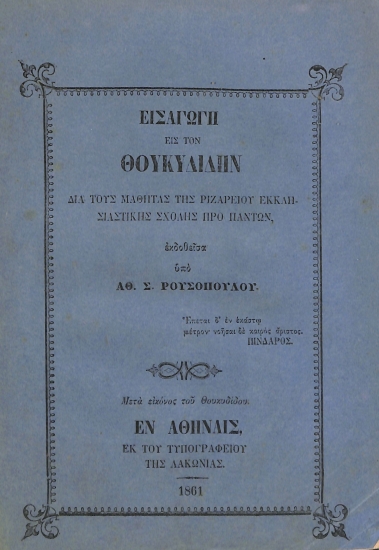 ΕΙΣΑΓΩΓΗ
ΕΙΣ ΤΟΝ
ΘΟΥΚΥΔΙΔΗΝ
ΔΙΑ ΤΟΥΣ ΜΑΘΗΤΑΣ ΤΗΣ ΡΙΖΑΡΕΙΟΥ ΕΚΚΛΗ-
ΣΙΑΣΤΙΚΗΣ ΣΧΟΛΗΣ ΠΡΟ ΠΑΝΤΩΝ,
ἐκδοθεῖσα
ὑπὸ
ΑΘ. Σ. ΡΟΥΣΟΠΟΥΛΟΥ.
Ἕπεται δ' ἐν ἑκάστῳ
μέτρον· νοῆσαι δὲ καιρὸς ἄριστος.
ΠΙΝΔΑΡΟΣ.
Μετὰ εἰκόνος τοῦ Θουκυδίδου.
ΕΝ ΑΘΗΝΑΙΣ,
ΕΚ ΤΟΥ ΤΥΠΟΓΡΑΦΕΙΟΥ
ΤΗΣ ΛΑΚΩΝΙΑΣ.
1861